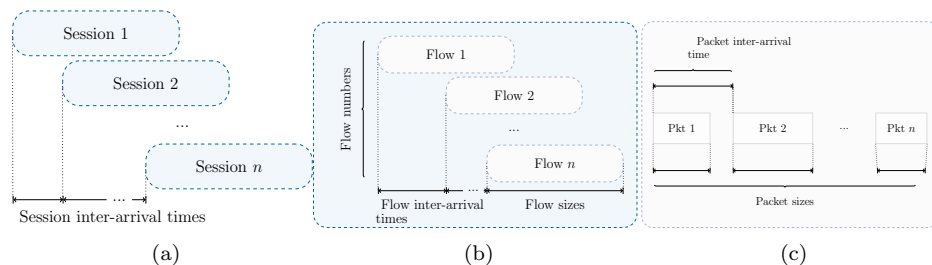 Session 1
Session 2
...
Session n
...
Session inter-arrival times
(a)
Flow numbers
Flow 1
Flow 2
...
Flow n
...
Flow inter-arrival
times
Flow sizes
(b)
Packet inter-arrival
time
Pkt 1
Pkt 2
...
Pkt n
Packet sizes
(c)